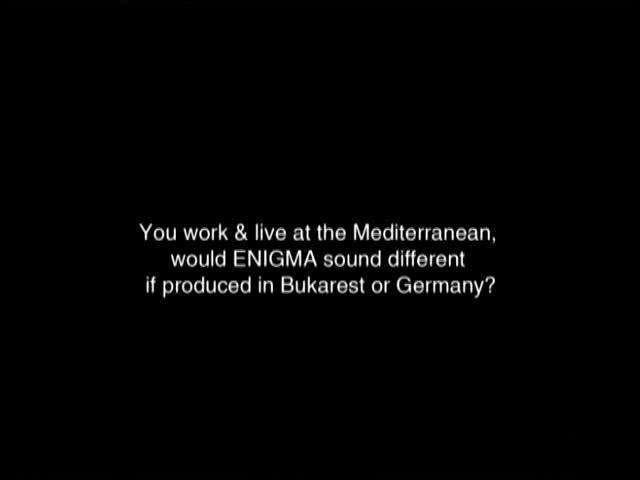 You work & live at the Mediterranean,
would ENIGMA sound different
if produced in Bukarest or Germany?